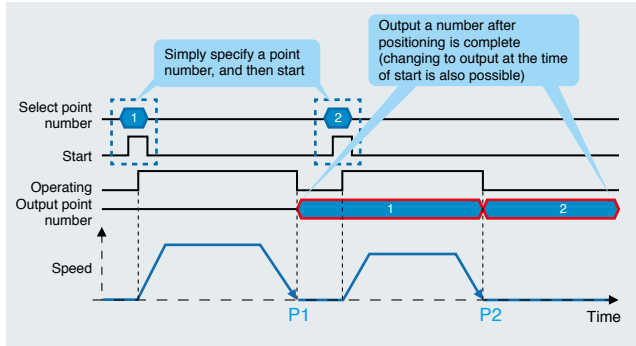 Output a number after
positioning is complete
(changing to output at the time
of start is also possible)
Simply specify a point
number, and then start
Select point
number
1
2
Start
Operating
Output point
number
1
2
Speed
P1
P2
Time